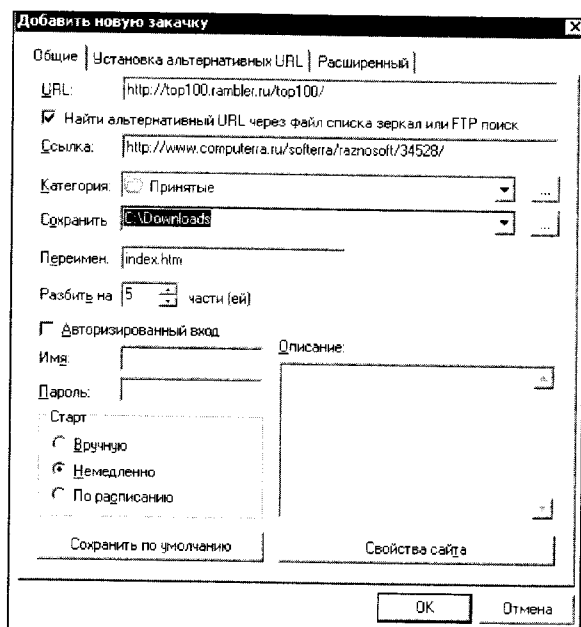 Добавить новую закачку
Общие | Установка альтернативных URL | Расширенный
URL: http://top100.rambler.ru/top100/
Найти альтернативный URL через файл списка зеркал или FTP поиск
Ссылка: http://www.computerra.ru/softerra/raznosoft/34528/
Категория: Принятые ...
Сохранить C:\Downloads ...
Переимен. index.htm
Разбить на 5 части (ей)
Авторизированный вход
Описание:
Имя:
Пароль:
Старт
Вручную
Немедленно
По расписанию
Сохранить по умолчанию
Свойства сайта
OK
Отмена